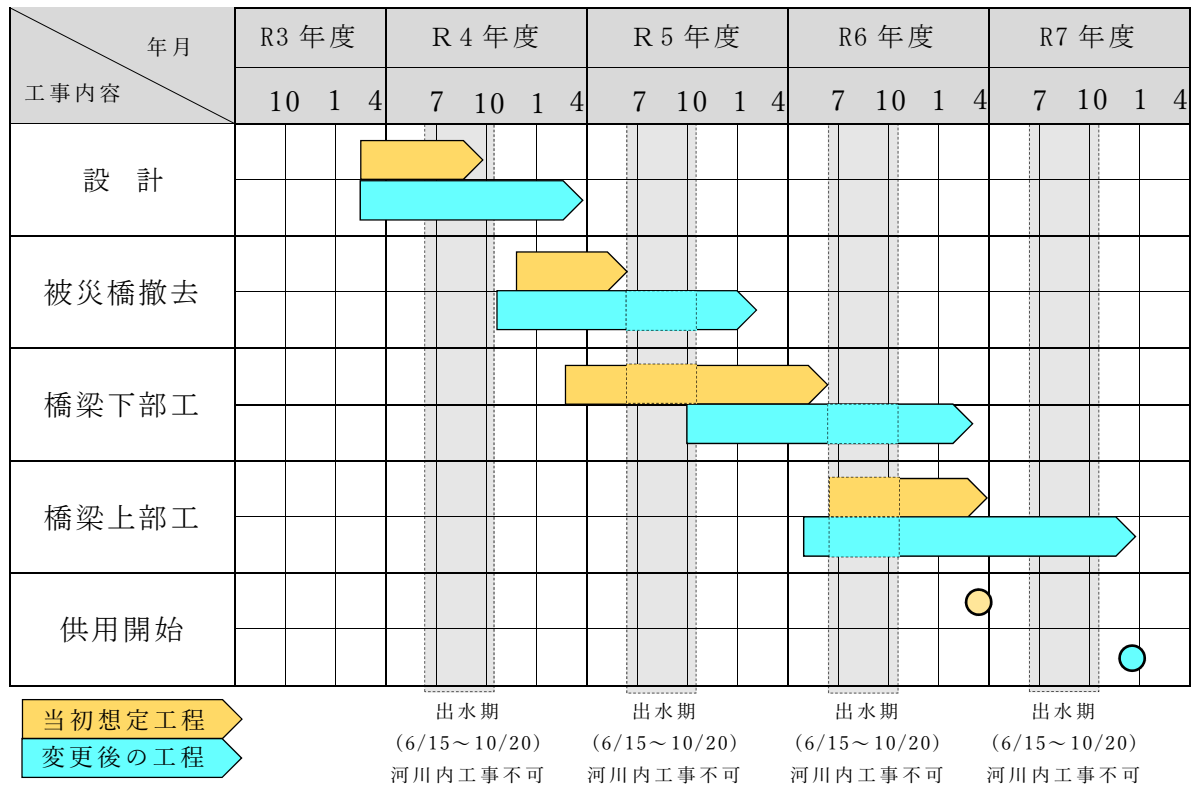 年月
工事内容
R3 年度 R４年度 R５年度 R6 年度 R7 年度
10 1 4 7 10 1 4 7 10 1 4 7 10 1 4 7 10 1 4
設 計
被災橋撤去
橋梁下部工
橋梁上部工
供用開始
当初想定工程
変更後の工程
出水期
(6/15～10/20)
河川内工事不可
出水期
(6/15～10/20)
河川内工事不可
出水期
(6/15～10/20)
河川内工事不可
出水期
(6/15～10/20)
河川内工事不可